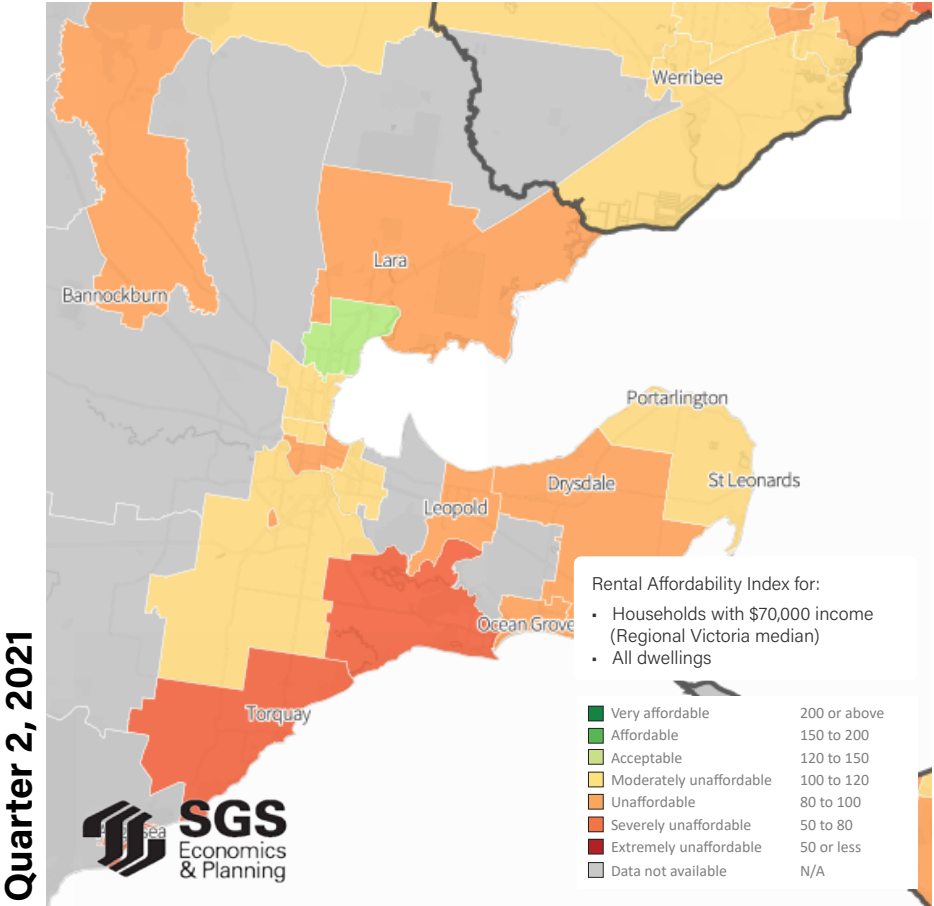 Quarter 2, 2021
Werribee
Lara
Bannockburn
Portarlington
Drysdale
St Leonards
Leopold
Ocean Grove
Torquay
SGS
Economics
& Planning
Rental Affordability Index for:
▪ Households with $70,000 income
(Regional Victoria median)
▪ All dwellings
Very affordable 200 or above
Affordable 150 to 200
Acceptable 120 to 150
Moderately unaffordable 100 to 120
Unaffordable 80 to 100
Severely unaffordable 50 to 80
Extremely unaffordable 50 or less
Data not available N/A